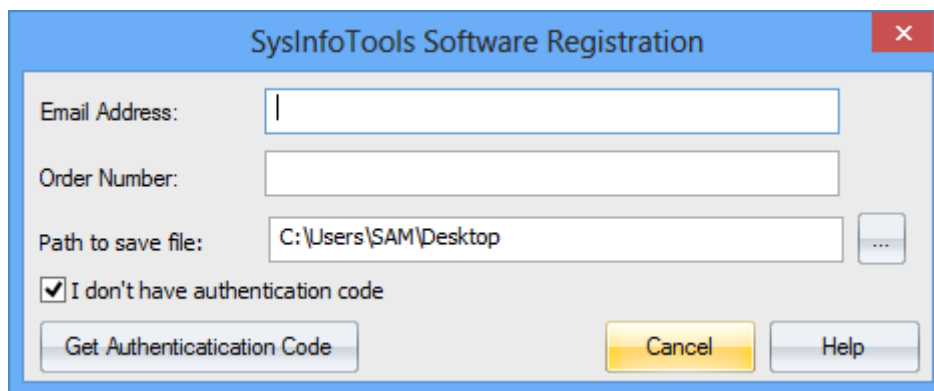 SysInfoTools Software Registration
Email Address:
Order Number:
Path to save file: C:\Users\SAM\Desktop ...
I don't have authentication code
Get Authenticatication Code Cancel Help